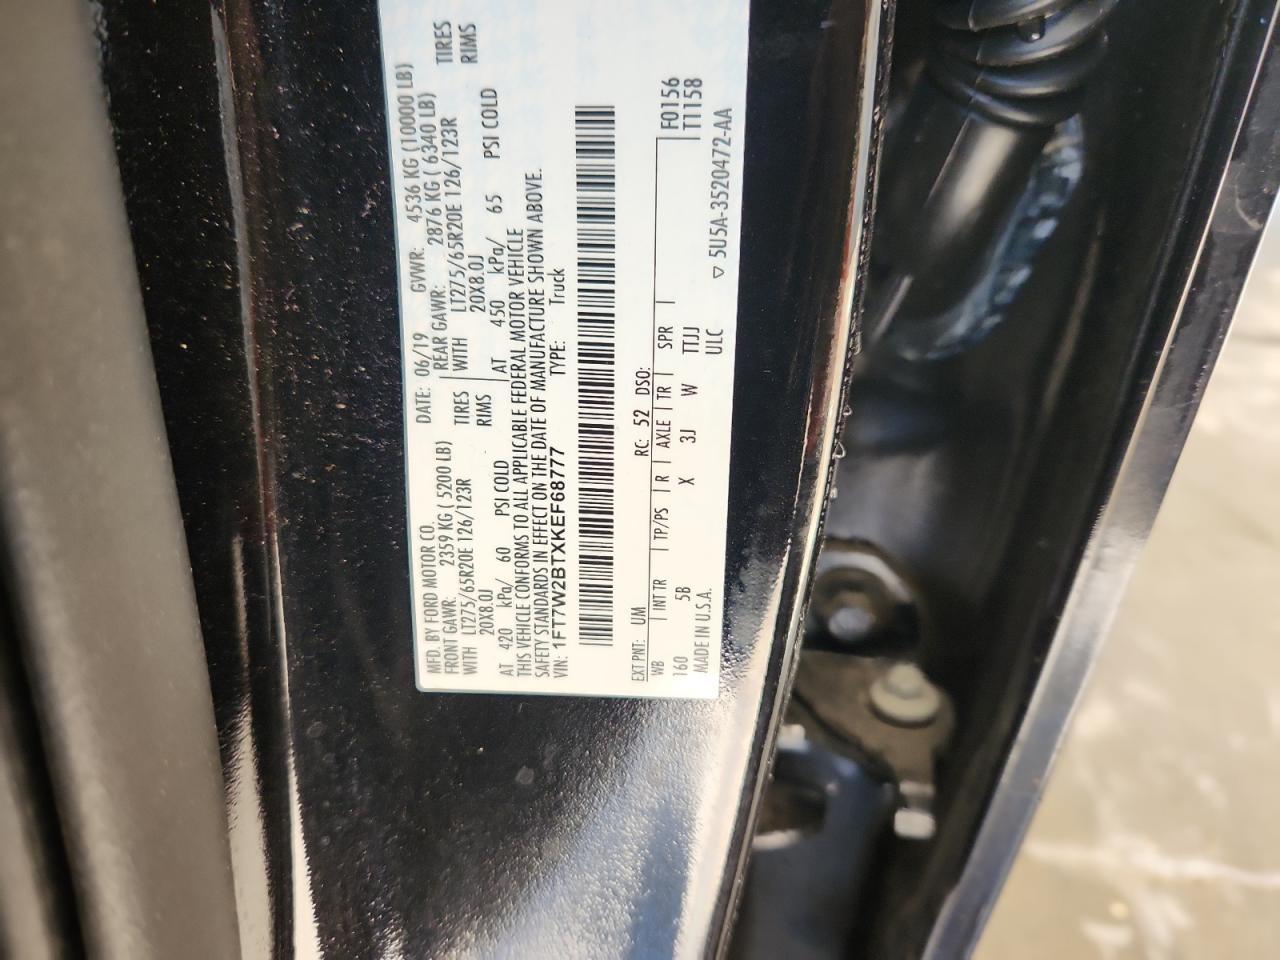 MFD. BY FORD MOTOR CO.
DATE: 06/19 GVWR: 4536 KG (10000 LB)
FRONT GAWR: 2359 KG ( 5200 LB) REAR GAWR: 2876 KG ( 6340 LB)
WITH LT275/65R20E 126/123R TIRES WITH LT275/65R20E 126/123R TIRES
20X8.0J RIMS 20X8.0J RIMS
AT 420 kPa/ 60 PSI COLD AT 450 kPa/ 65 PSI COLD
THIS VEHICLE CONFORMS TO ALL APPLICABLE FEDERAL MOTOR VEHICLE
SAFETY STANDARDS IN EFFECT ON THE DATE OF MANUFACTURE SHOWN ABOVE.
VIN: 1FT7W2BTXKEF68777 TYPE: Truck
EXT PNT: UM RC: 52 DSO: F0156
WB INT TR TP/PS R AXLE TR SPR T1158
160 5B X 3J W TTJJ
MADE IN U.S.A. ULC ▽ 5U5A-3520472-AA